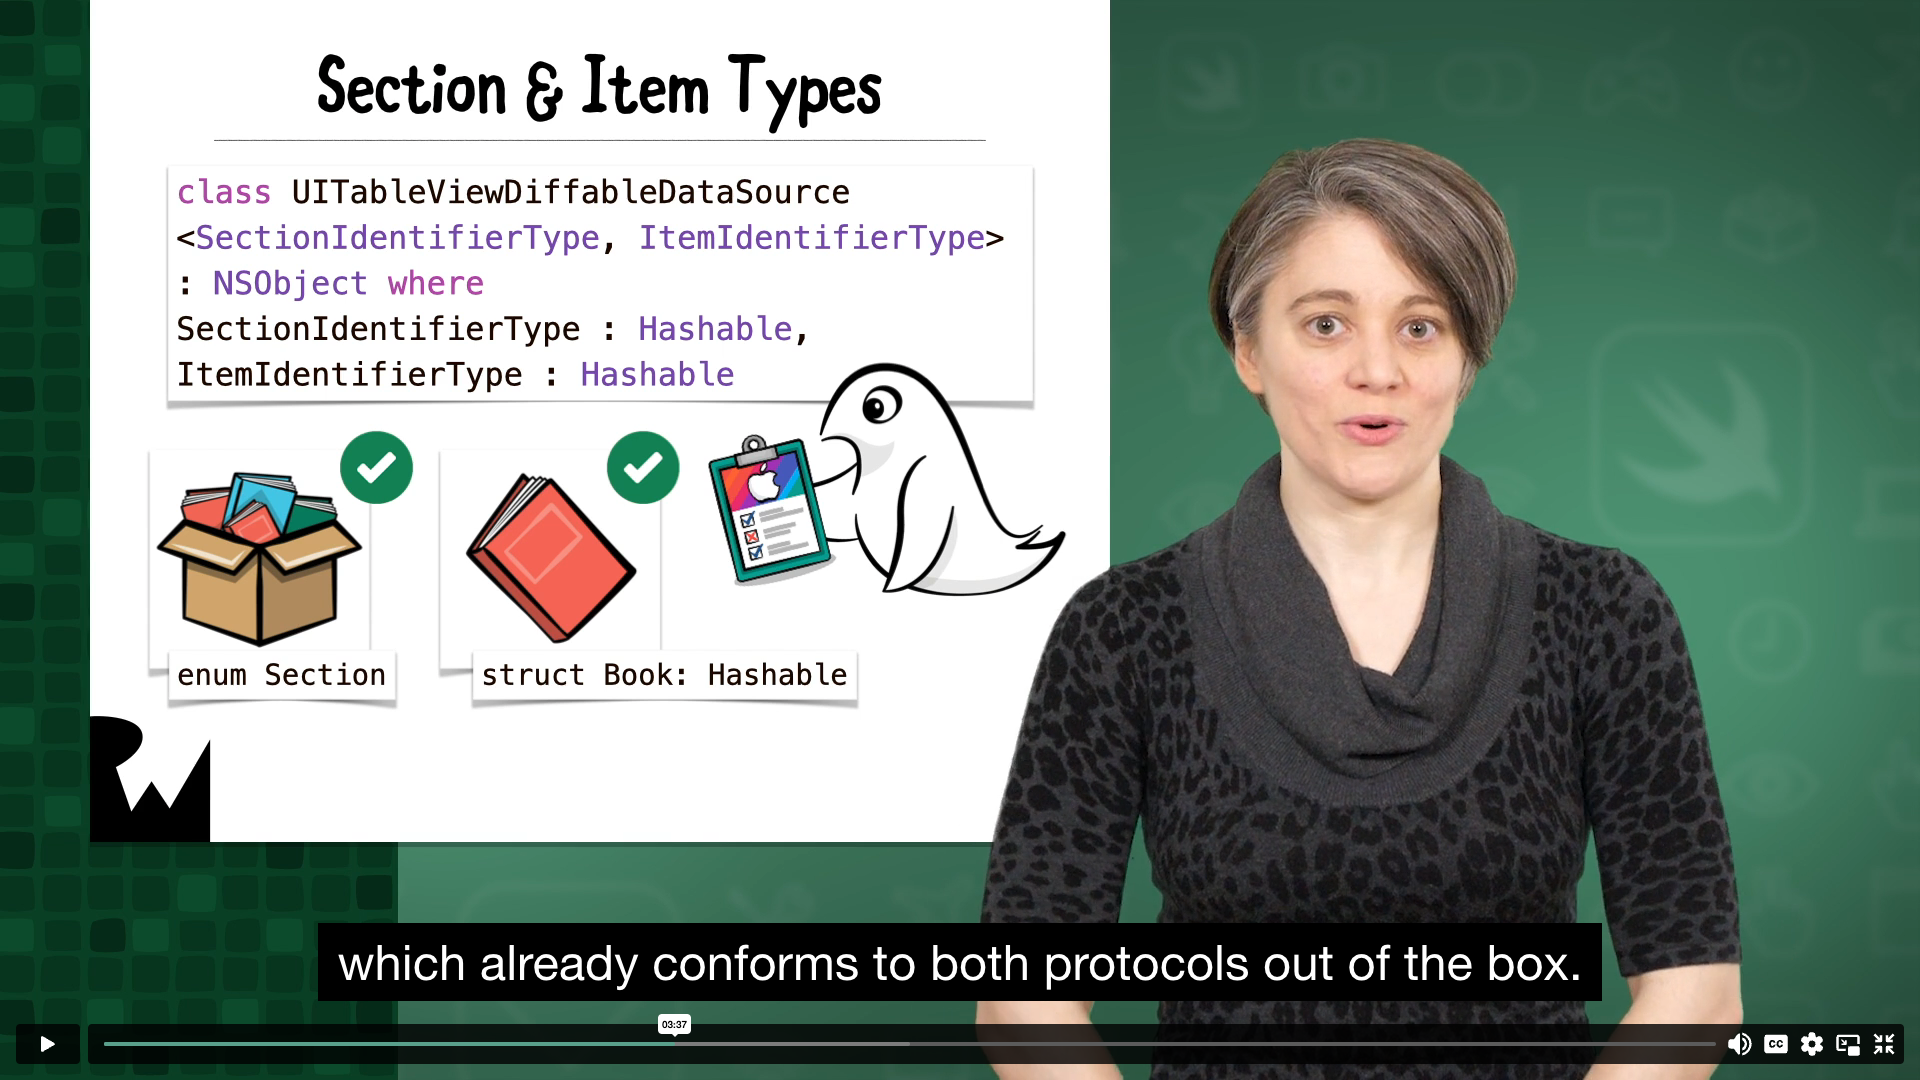 Section & Item Types
class UITableViewDiffableDataSource
<SectionIdentifierType, ItemIdentifierType>
: NSObject where
SectionIdentifierType : Hashable,
ItemIdentifierType : Hashable
enum Section
struct Book: Hashable
RW
which already conforms to both protocols out of the box.
03:37
CC